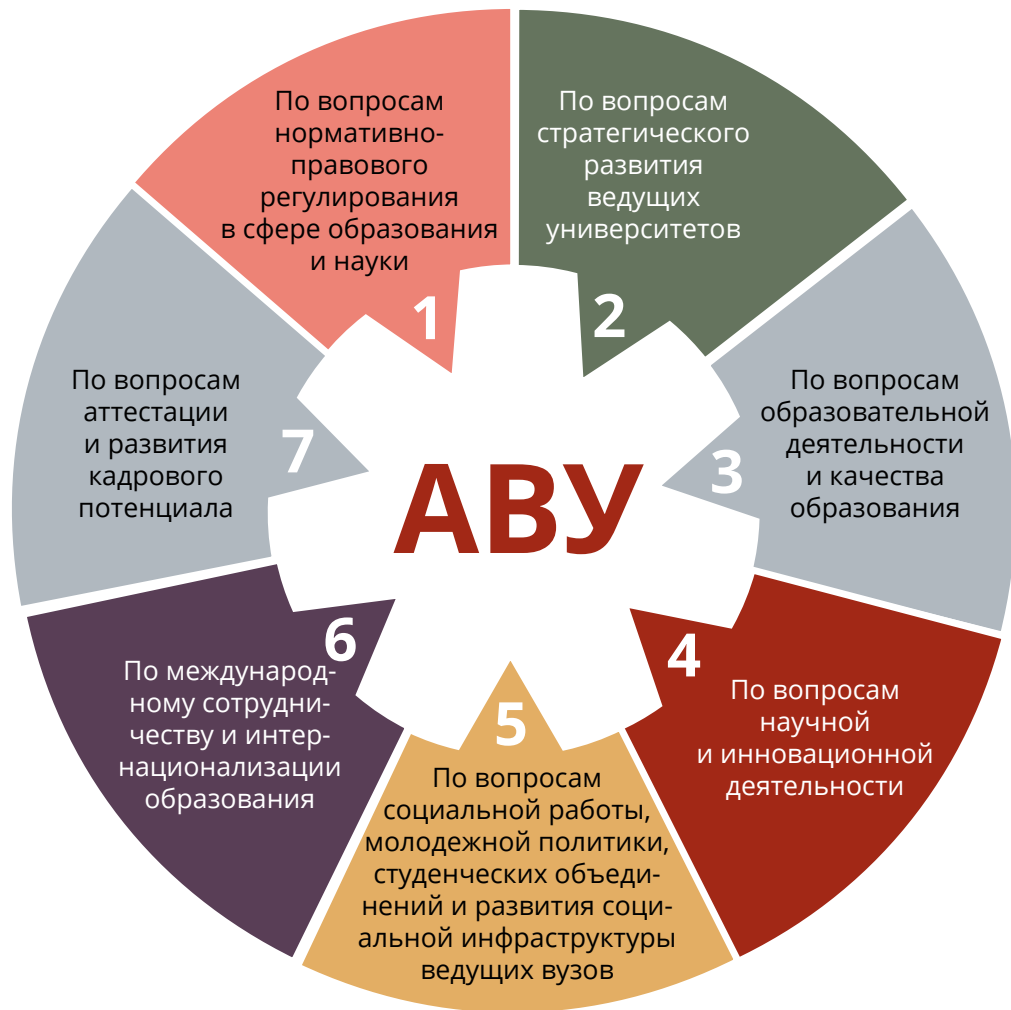 По вопросам
нормативно-
правового
регулирования
в сфере образования
и науки
1
По вопросам
стратегического
развития
ведущих
университетов
2
По вопросам
образовательной
деятельности
и качества
образования
3
По вопросам
научной
и инновационной
деятельности
4
По вопросам
социальной работы,
молодежной политики,
студенческих объеди-
нений и развития соци-
альной инфраструктуры
ведущих вузов
5
По международ-
ному сотрудни-
честву и интер-
национализации
образования
6
По вопросам
аттестации
и развития
кадрового
потенциала
7
АВУ